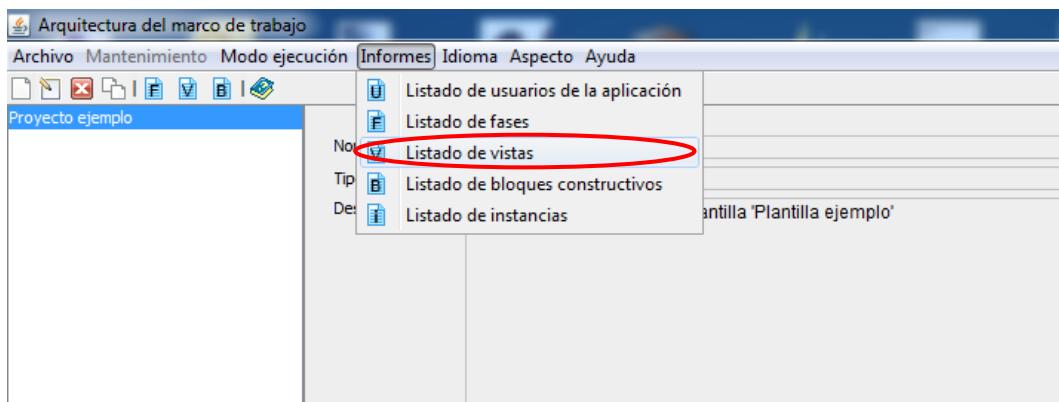 Arquitectura del marco de trabajo
Archivo Mantenimiento Modo ejecución Informes Idioma Aspecto Ayuda
F V B
U Listado de usuarios de la aplicación
Proyecto ejemplo
F Listado de fases
V Listado de vistas
B Listado de bloques constructivos
i Listado de instancias
antilla 'Plantilla ejemplo'